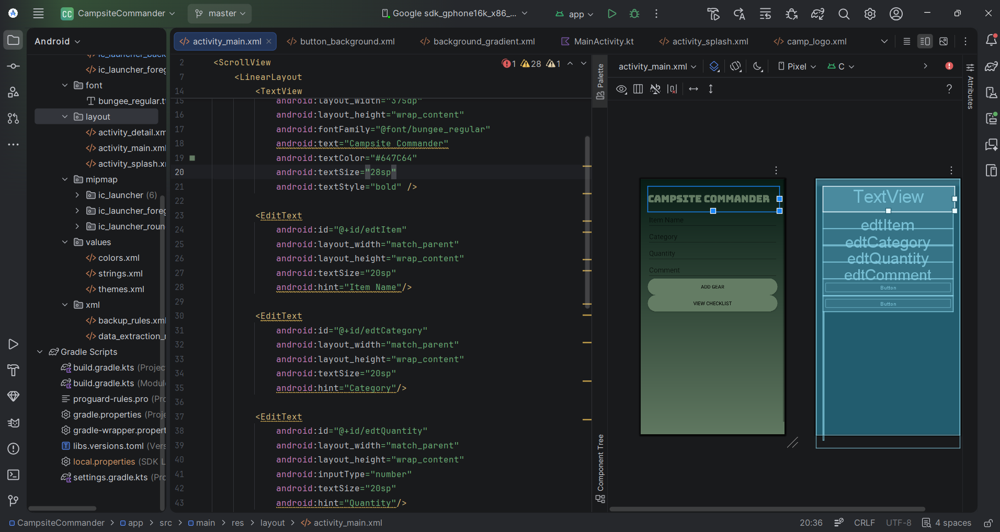 CC CampsiteCommander
master
Google sdk_gphone16k_x86_...
app
Android
ic_launcher_back
ic_launcher_foreg
font
bungee_regular.t
layout
activity_detail.xm
activity_main.xml
activity_splash.x
mipmap
ic_launcher (6)
ic_launcher_foreg
ic_launcher_roun
values
colors.xml
strings.xml
themes.xml
xml
backup_rules.xml
data_extraction_
Gradle Scripts
build.gradle.kts (Projec
build.gradle.kts (Modul
proguard-rules.pro (Pro
gradle.properties (Proje
gradle-wrapper.propert
libs.versions.toml (Vers
local.properties (SDK L
settings.gradle.kts (Pro
activity_main.xml
button_background.xml
background_gradient.xml
MainActivity.kt
activity_splash.xml
camp_logo.xml
1 28 1
2 <ScrollView
7 <LinearLayout
14 <TextView
15 android:layout_width="375dp"
16 android:layout_height="wrap_content"
17 android:fontFamily="@font/bungee_regular"
18 android:text="Campsite Commander"
19 android:textColor="#647C64"
20 android:textSize="28sp"
21 android:textStyle="bold" />
22
23 <EditText
24 android:id="@+id/edtItem"
25 android:layout_width="match_parent"
26 android:layout_height="wrap_content"
27 android:textSize="20sp"
28 android:hint="Item Name"/>
29
30 <EditText
31 android:id="@+id/edtCategory"
32 android:layout_width="match_parent"
33 android:layout_height="wrap_content"
34 android:textSize="20sp"
35 android:hint="Category"/>
36
37 <EditText
38 android:id="@+id/edtQuantity"
39 android:layout_width="match_parent"
40 android:layout_height="wrap_content"
41 android:inputType="number"
42 android:textSize="20sp"
43 android:hint="Quantity"/>
Palette
Component Tree
activity_main.xml
Pixel
C
?
Attributes
CAMPSITE COMMANDER
Item Name
Category
Quantity
Comment
ADD GEAR
VIEW CHECKLIST
TextView
edtItem
edtCategory
edtQuantity
edtComment
Button
Button
CampsiteCommander > app > src > main > res > layout > activity_main.xml
20:36 CRLF UTF-8 4 spaces